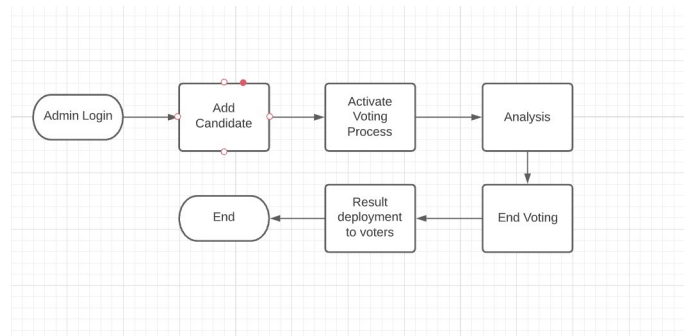 Admin Login
Add
Candidate
Activate
Voting
Process
Analysis
End
Result
deployment
to voters
End Voting